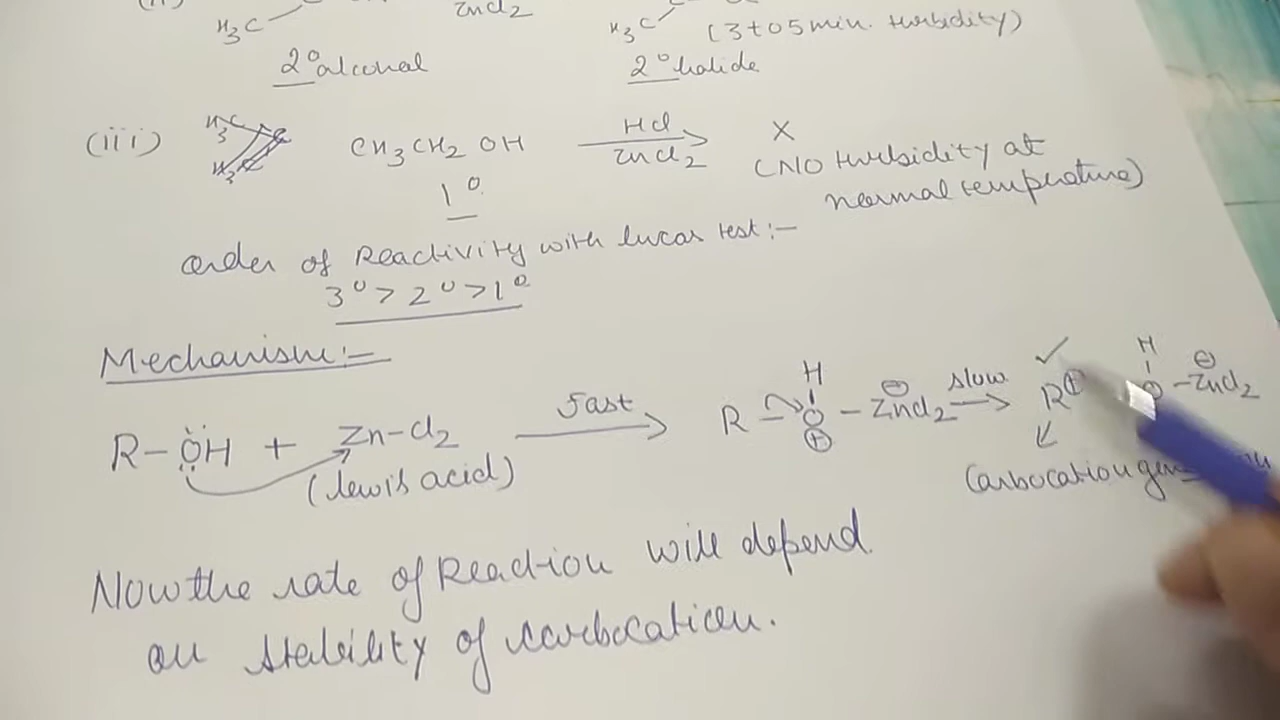 H3C ZnCl2 H3C (3 to 5 min. turbidity)
2° alcohal 2° halide
(iii) CH3CH2OH HCl ZnCl2 X
(NO turbidity at
normal temperature)
1°
order of Reactivity with lucas test :-
3° > 2° > 1°
Mechanism :-
R-ÖH + Zn-Cl2 Fast R-O-ZnCl2 slow R⊕ O-ZnCl2
H ⊕ ⊖ H ⊖
(lewis acid) Carbocation
Now the rate of Reaction will depend
on stability of carbocation.